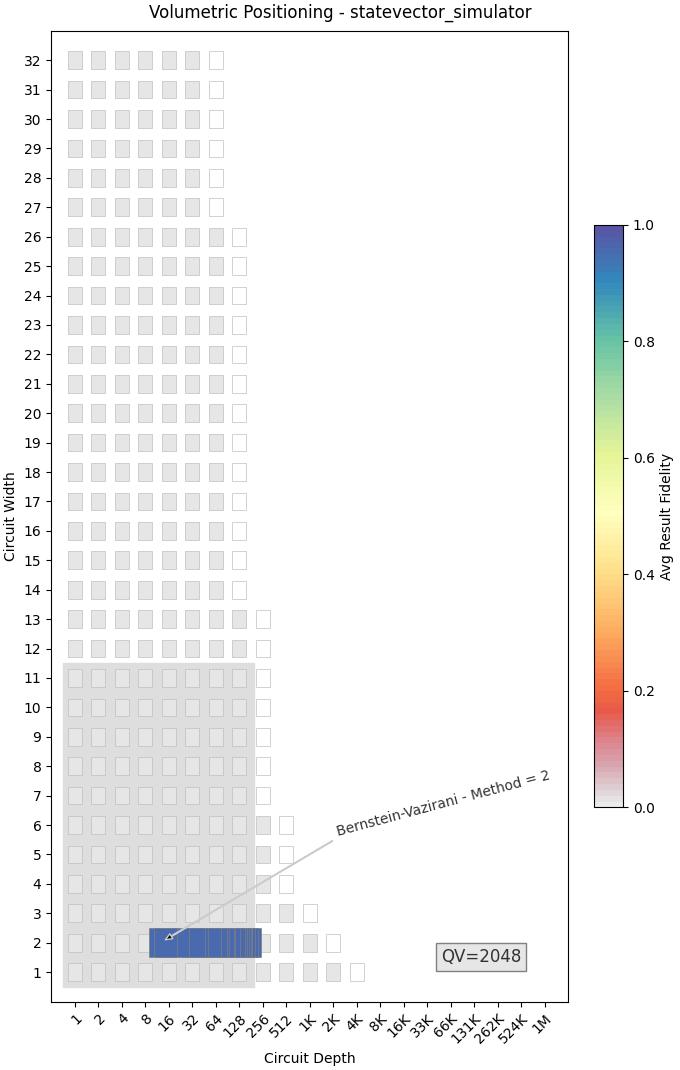 Volumetric Positioning - statevector_simulator
Circuit Width
32
31
30
29
28
27
26
25
24
23
22
21
20
19
18
17
16
15
14
13
12
11
10
9
8
7
6
5
4
3
2
1
Bernstein-Vazirani - Method = 2
QV=2048
1
2
4
8
16
32
64
128
256
512
1K
2K
4K
8K
16K
33K
66K
131K
262K
524K
1M
Circuit Depth
1.0
0.8
0.6
0.4
0.2
0.0
Avg Result Fidelity